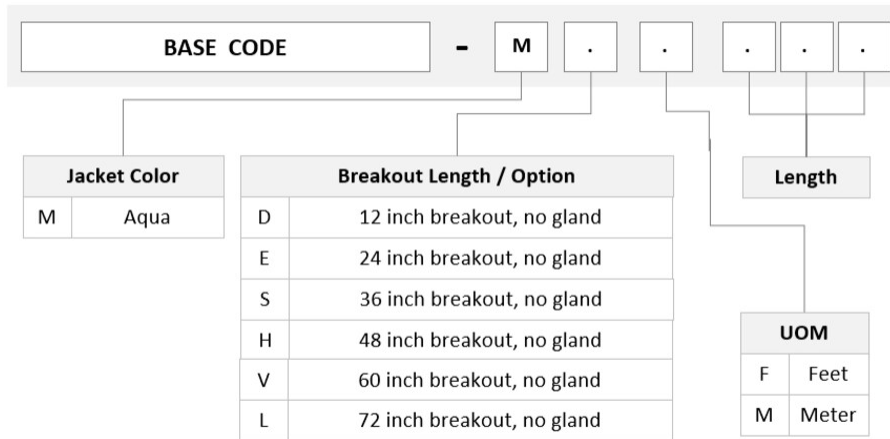 BASE CODE - M . . . . .
Jacket Color
M Aqua
Breakout Length / Option
D 12 inch breakout, no gland
E 24 inch breakout, no gland
S 36 inch breakout, no gland
H 48 inch breakout, no gland
V 60 inch breakout, no gland
L 72 inch breakout, no gland
Length
UOM
F Feet
M Meter